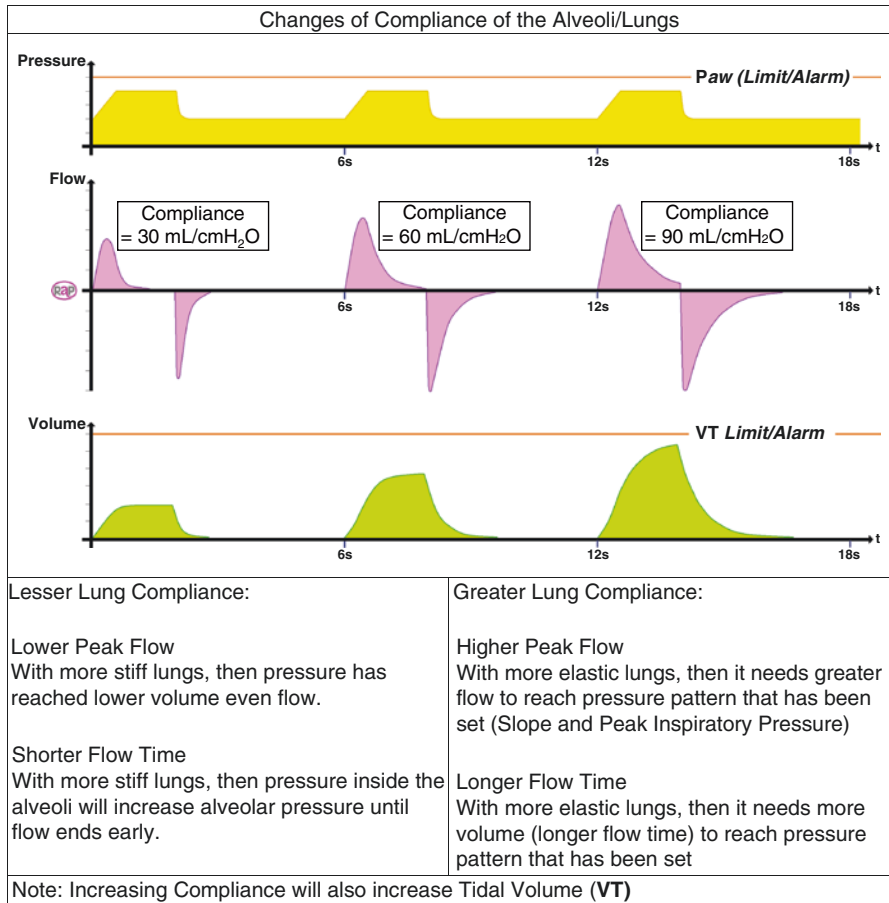 Changes of Compliance of the Alveoli/Lungs
Pressure
Paw (Limit/Alarm)
t
6s
12s
18s
Flow
Compliance
= 30 mL/cmH₂O
Compliance
= 60 mL/cmH₂O
Compliance
= 90 mL/cmH₂O
t
6s
12s
18s
Volume
VT Limit/Alarm
t
6s
12s
18s
Lesser Lung Compliance:
Lower Peak Flow
With more stiff lungs, then pressure has
reached lower volume even flow.
Shorter Flow Time
With more stiff lungs, then pressure inside the
alveoli will increase alveolar pressure until
flow ends early.
Greater Lung Compliance:
Higher Peak Flow
With more elastic lungs, then it needs greater
flow to reach pressure pattern that has been
set (Slope and Peak Inspiratory Pressure)
Longer Flow Time
With more elastic lungs, then it needs more
volume (longer flow time) to reach pressure
pattern that has been set
Note: Increasing Compliance will also increase Tidal Volume (VT)